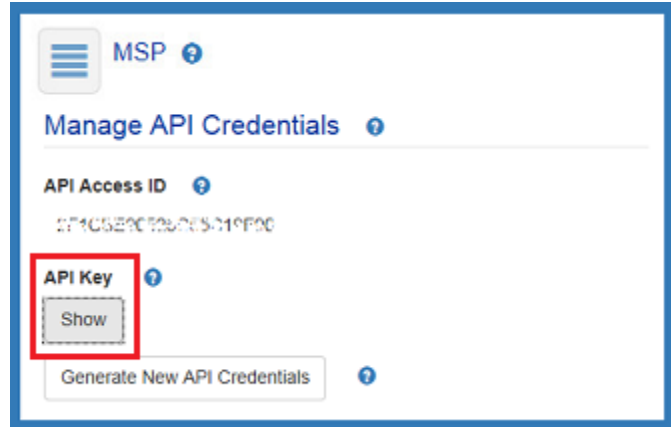 MSP
Manage API Credentials
API Access ID
API Key
Show
Generate New API Credentials